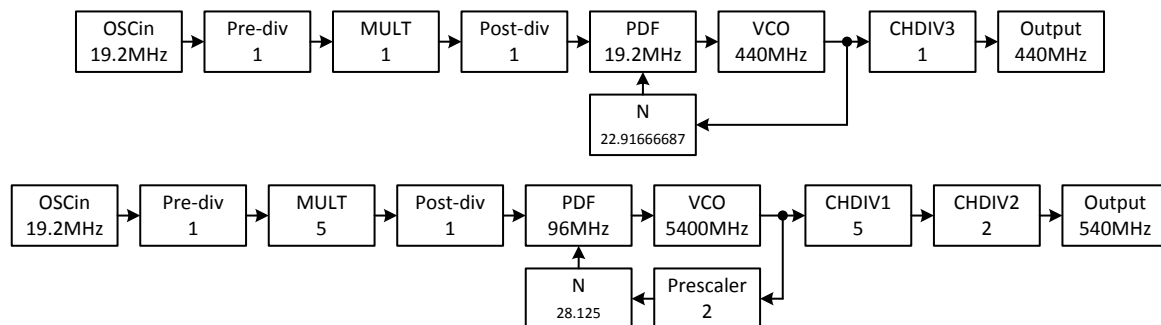 OSCin
19.2MHz
Pre-div
1
MULT
1
Post-div
1
PDF
19.2MHz
VCO
440MHz
CHDIV3
1
Output
440MHz
N
22.91666687
OSCin
19.2MHz
Pre-div
1
MULT
5
Post-div
1
PDF
96MHz
VCO
5400MHz
CHDIV1
5
CHDIV2
2
Output
540MHz
N
28.125
Prescaler
2